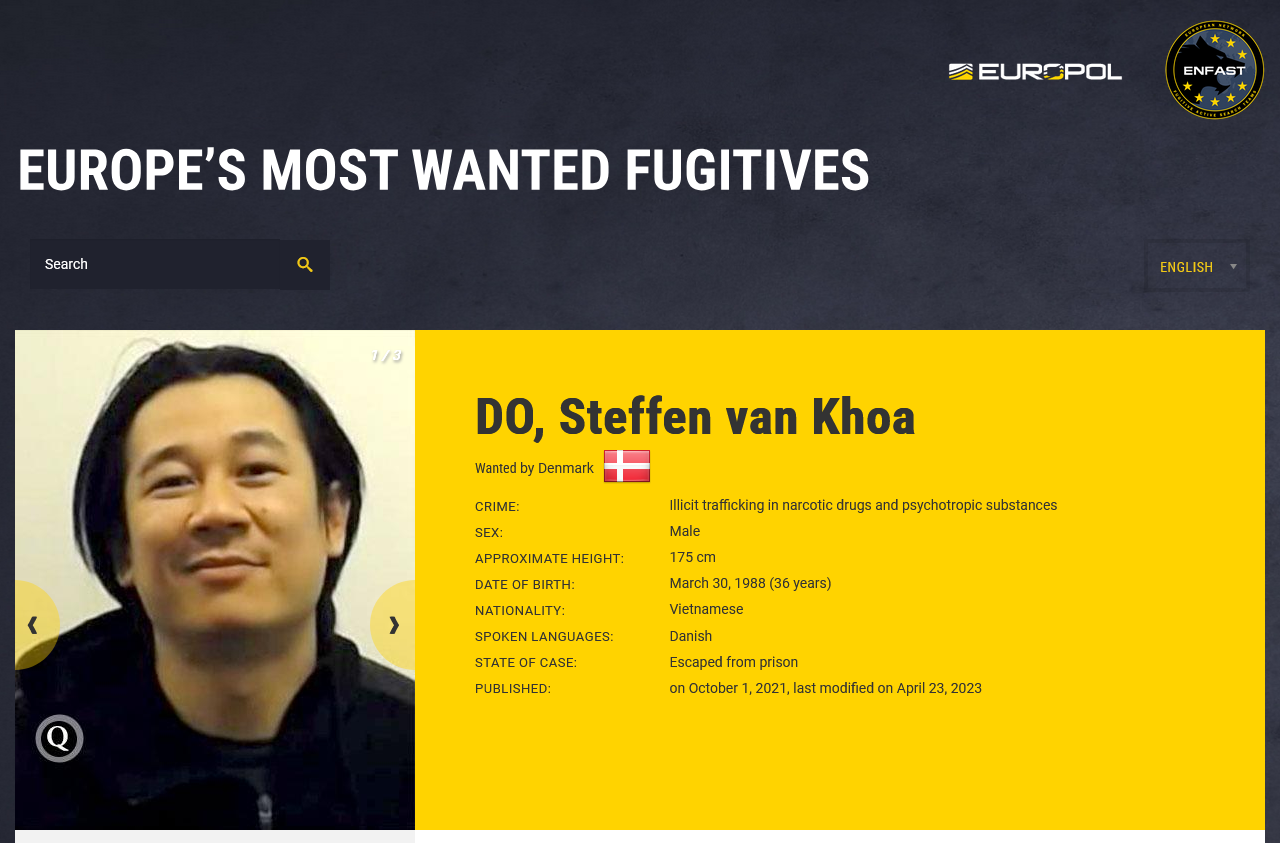 EUROPOL
EUROPEAN NETWORK
ENFAST
FUGITIVE ACTIVE SEARCH TEAMS
EUROPE’S MOST WANTED FUGITIVES
Search
ENGLISH
1 / 3
DO, Steffen van Khoa
Wanted by Denmark
CRIME: Illicit trafficking in narcotic drugs and psychotropic substances
SEX: Male
APPROXIMATE HEIGHT: 175 cm
DATE OF BIRTH: March 30, 1988 (36 years)
NATIONALITY: Vietnamese
SPOKEN LANGUAGES: Danish
STATE OF CASE: Escaped from prison
PUBLISHED: on October 1, 2021, last modified on April 23, 2023
Q